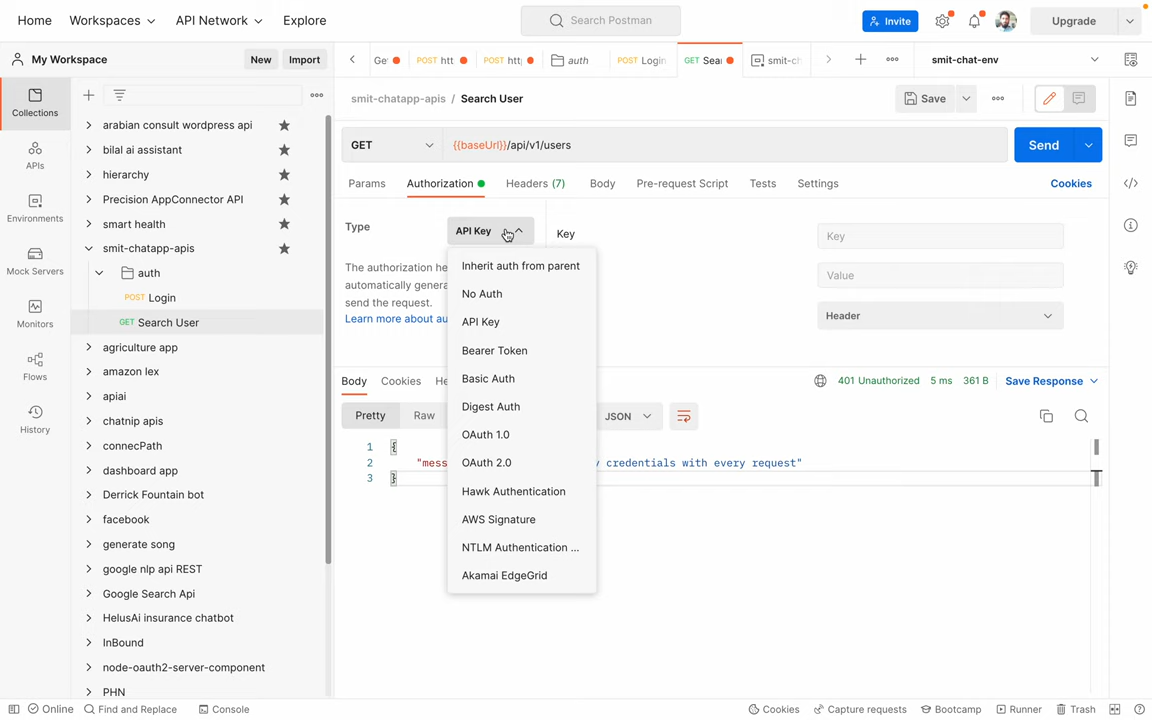 Home Workspaces API Network Explore Search Postman Invite Upgrade
My Workspace New Import Ge POST htt POST htt auth POST Login GET Sea smit-ch smit-chat-env
Collections
APIs
Environments
Mock Servers
Monitors
Flows
History
arabian consult wordpress api
bilal ai assistant
hierarchy
Precision AppConnector API
smart health
smit-chatapp-apis
auth
POST Login
GET Search User
agriculture app
amazon lex
apiai
chatnip apis
connecPath
dashboard app
Derrick Fountain bot
facebook
generate song
google nlp api REST
Google Search Api
HelusAi insurance chatbot
InBound
node-oauth2-server-component
PHN
smit-chatapp-apis / Search User Save
GET {{baseUrl}}/api/v1/users Send
Params Authorization Headers (7) Body Pre-request Script Tests Settings Cookies
Type API Key Key Key
Value
Header
The authorization he
automatically genera
send the request.
Learn more about au
Inherit auth from parent
No Auth
API Key
Bearer Token
Basic Auth
Digest Auth
OAuth 1.0
OAuth 2.0
Hawk Authentication
AWS Signature
NTLM Authentication ...
Akamai EdgeGrid
Body Cookies He 401 Unauthorized 5 ms 361 B Save Response
Pretty Raw JSON
1 {
2 "mess y credentials with every request"
3 }
Online Find and Replace Console Cookies Capture requests Bootcamp Runner Trash